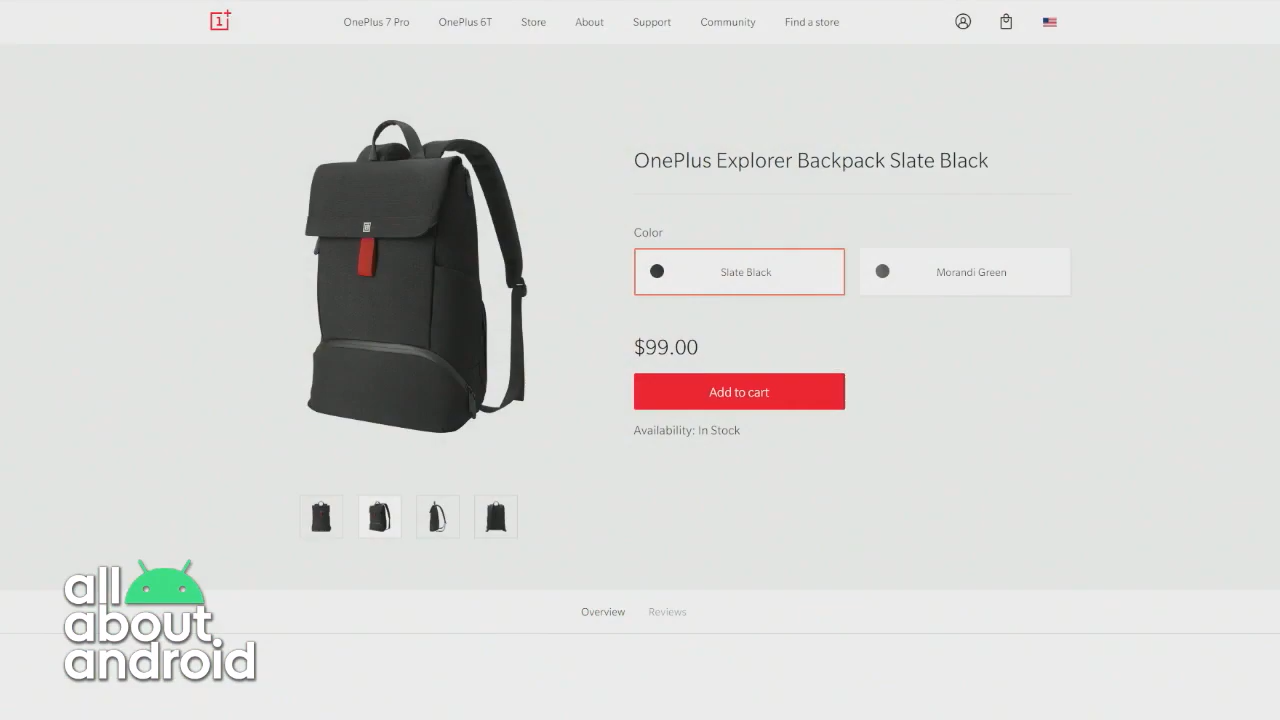 OnePlus 7 Pro OnePlus 6T Store About Support Community Find a store
OnePlus Explorer Backpack Slate Black
Color
Slate Black Morandi Green
$99.00
Add to cart
Availability: In Stock
Overview Reviews
all
about
android